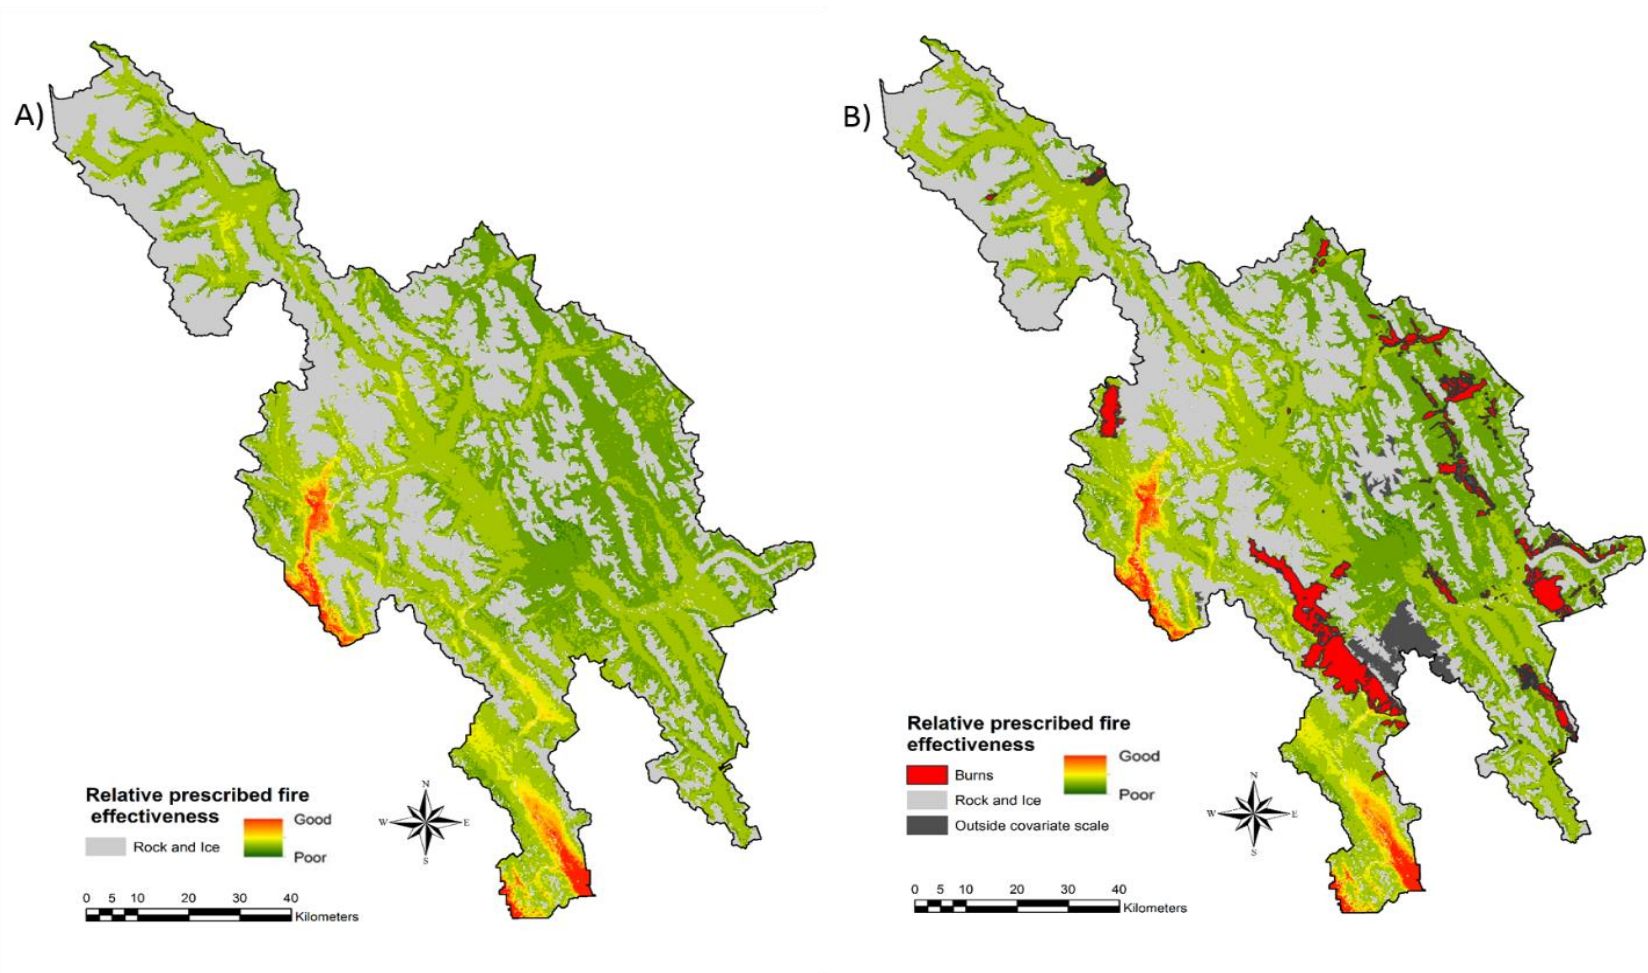 A)
Relative prescribed fire
effectiveness
Rock and Ice
Good
Poor
N
W
E
S
0 5 10 20 30 40
Kilometers
B)
Relative prescribed fire
effectiveness
Burns
Rock and Ice
Outside covariate scale
Good
Poor
N
W
E
S
0 5 10 20 30 40
Kilometers